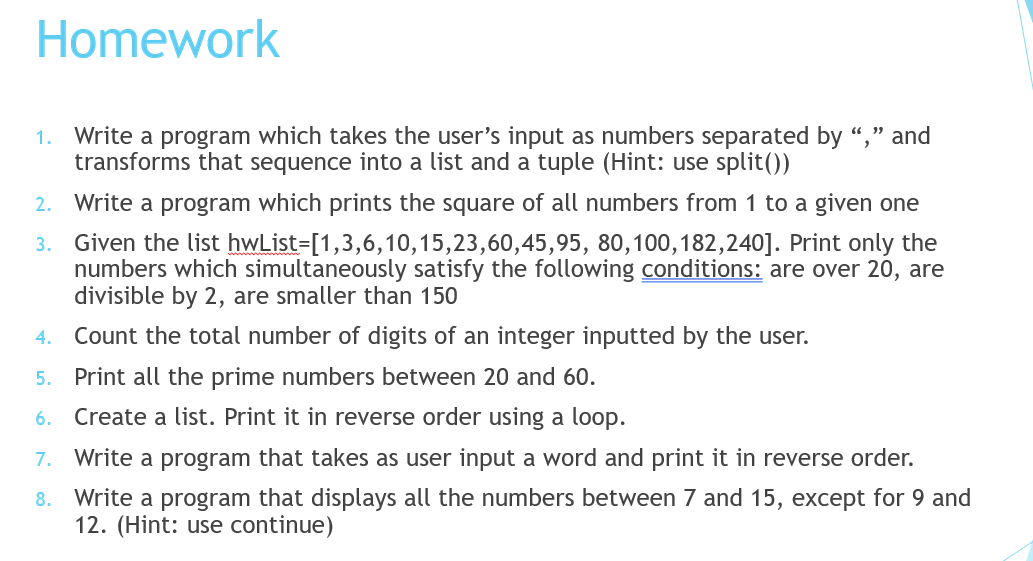 Homework
1. Write a program which takes the user’s input as numbers separated by “,” and
transforms that sequence into a list and a tuple (Hint: use split())
2. Write a program which prints the square of all numbers from 1 to a given one
3. Given the list hwList=[1,3,6,10,15,23,60,45,95, 80,100,182,240]. Print only the
numbers which simultaneously satisfy the following conditions: are over 20, are
divisible by 2, are smaller than 150
4. Count the total number of digits of an integer inputted by the user.
5. Print all the prime numbers between 20 and 60.
6. Create a list. Print it in reverse order using a loop.
7. Write a program that takes as user input a word and print it in reverse order.
8. Write a program that displays all the numbers between 7 and 15, except for 9 and
12. (Hint: use continue)